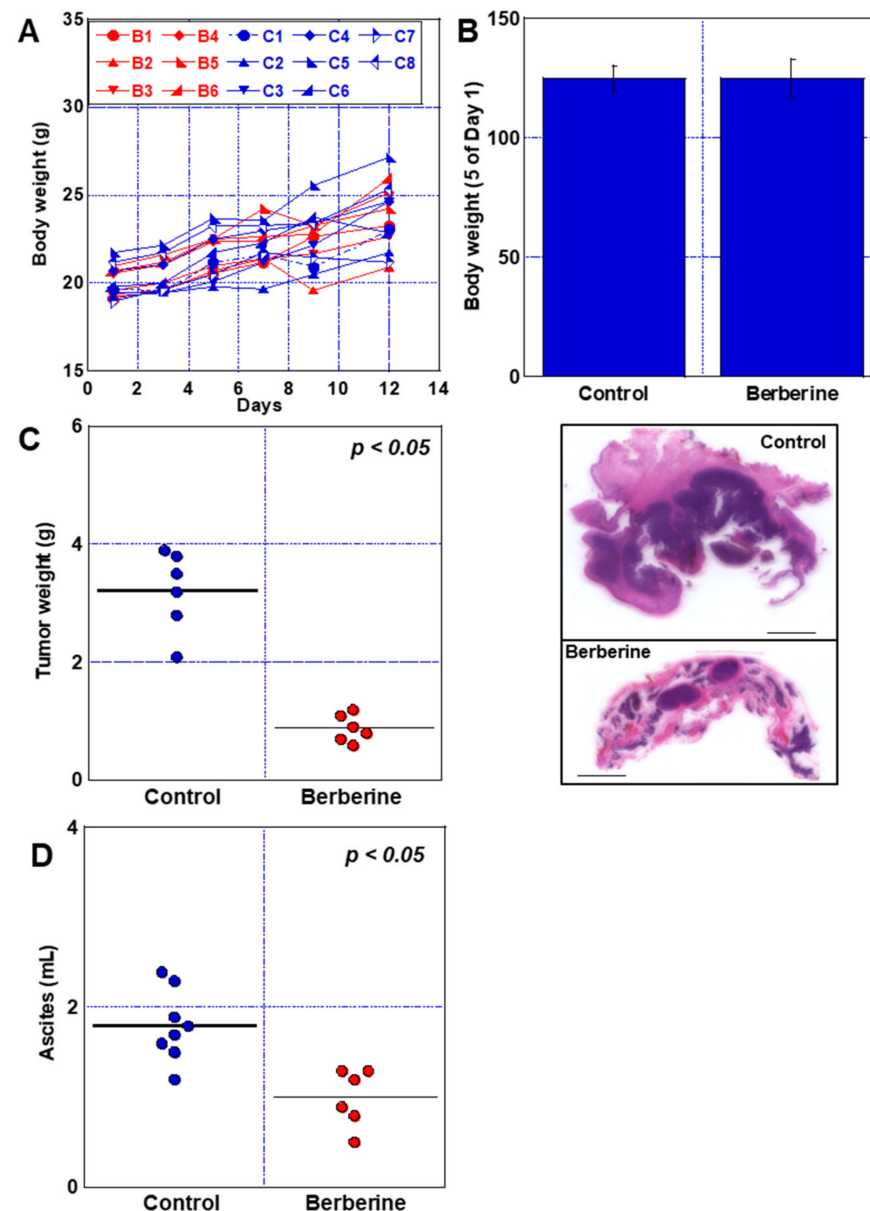 A
35
B1 B4 C1 C4 C7
B2 B5 C2 C5 C8
B3 B6 C3 C6
30
25
20
15
Body weight (g)
0 2 4 6 8 10 12 14
Days
B
150
100
50
0
Body weight (5 of Day 1)
Control Berberine
C
6
4
2
0
Tumor weight (g)
p < 0.05
Control Berberine
Control
Berberine
D
4
2
0
Ascites (mL)
p < 0.05
Control Berberine